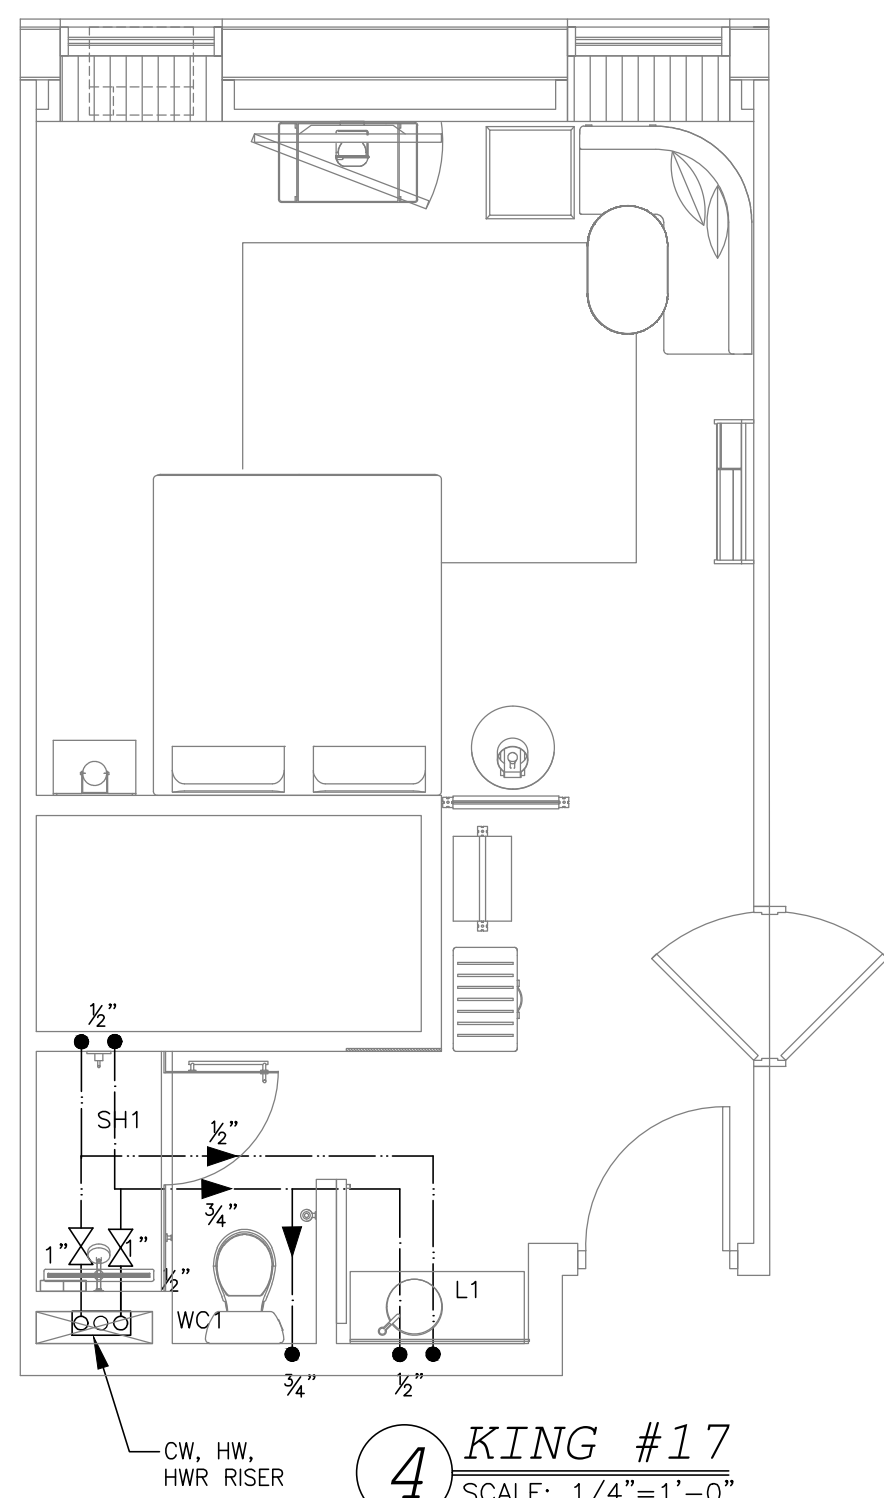 ½"
SH1
½"
¾"
1" 1"
½"
L1
WC1
¾" ½"
CW, HW,
HWR RISER
4
KING #17
SCALE: 1/4"=1'-0"